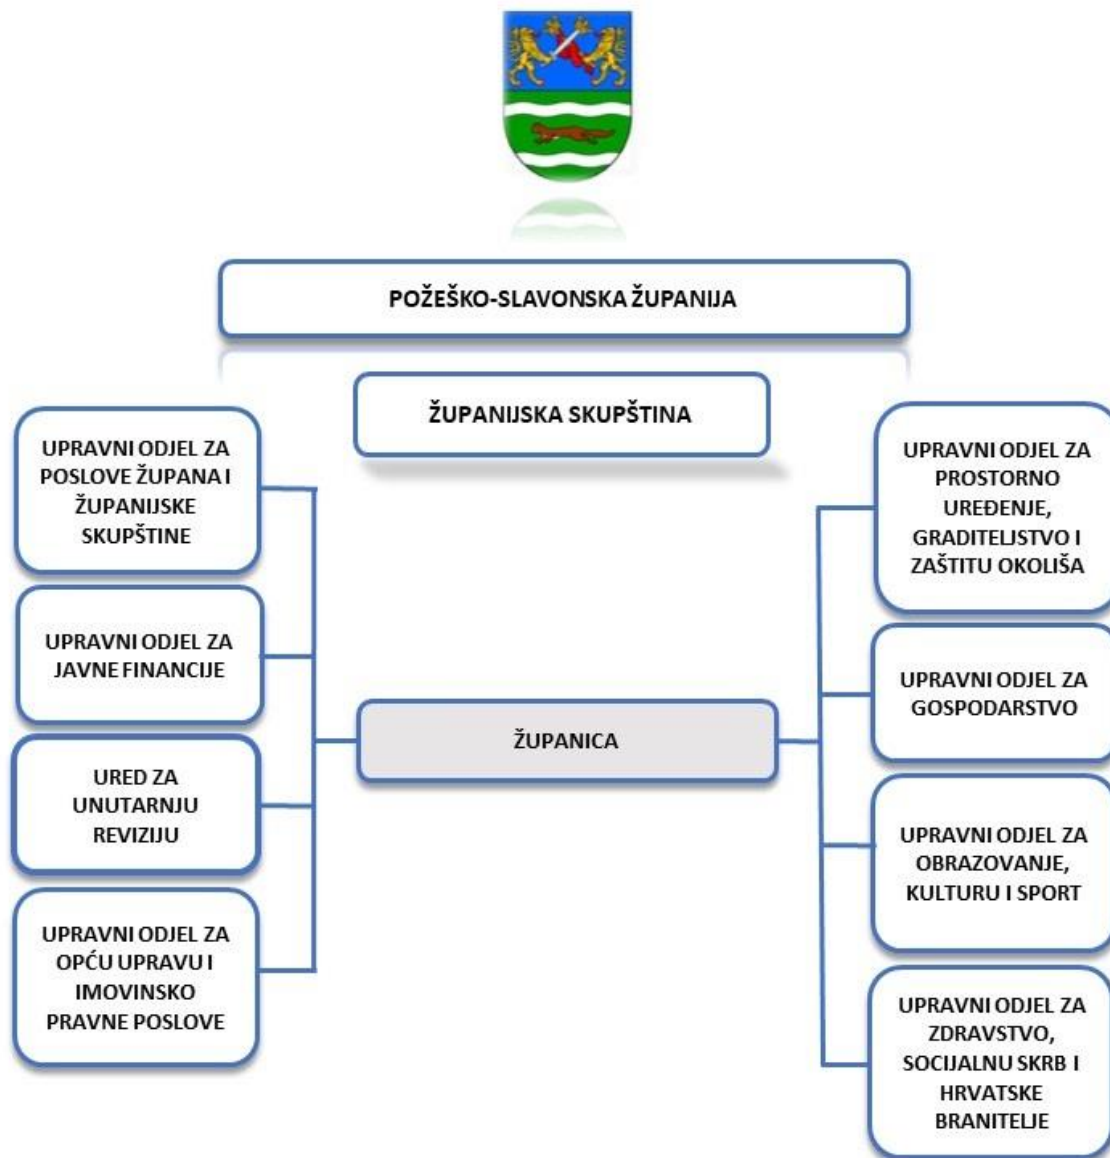 POŽEŠKO-SLAVONSKA ŽUPANIJA
ŽUPANIJSKA SKUPŠTINA
UPRAVNI ODJEL ZA
POSLOVE ŽUPANA I
ŽUPANIJSKE
SKUPŠTINE
UPRAVNI ODJEL ZA
JAVNE FINANCIJE
URED ZA
UNUTARNJU
REVIZIJU
UPRAVNI ODJEL ZA
OPĆU UPRAVU I
IMOVINSKO
PRAVNE POSLOVE
ŽUPANICA
UPRAVNI ODJEL ZA
PROSTORNO
UREĐENJE,
GRADITELJSTVO I
ZAŠTITU OKOLIŠA
UPRAVNI ODJEL ZA
GOSPODARSTVO
UPRAVNI ODJEL ZA
OBRAZOVANJE,
KULTURU I SPORT
UPRAVNI ODJEL ZA
ZDRAVSTVO,
SOCIJALNU SKRB I
HRVATSKE
BRANITELJE